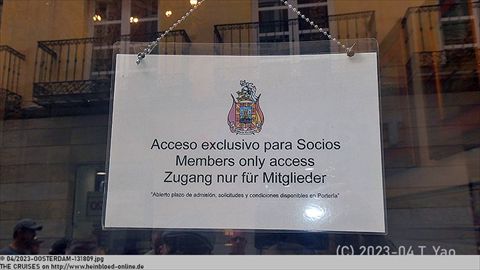 Acceso exclusivo para Socios
Members only access
Zugang nur für Mitglieder
"Abierto plazo de admisión, solicitudes y condiciones disponibles en Portería"
(C) 2023-04 T. Yao
® 04/2023-OOSTERDAM-131809.jpg
THE CRUISES on http://www.heinbloed-online.de